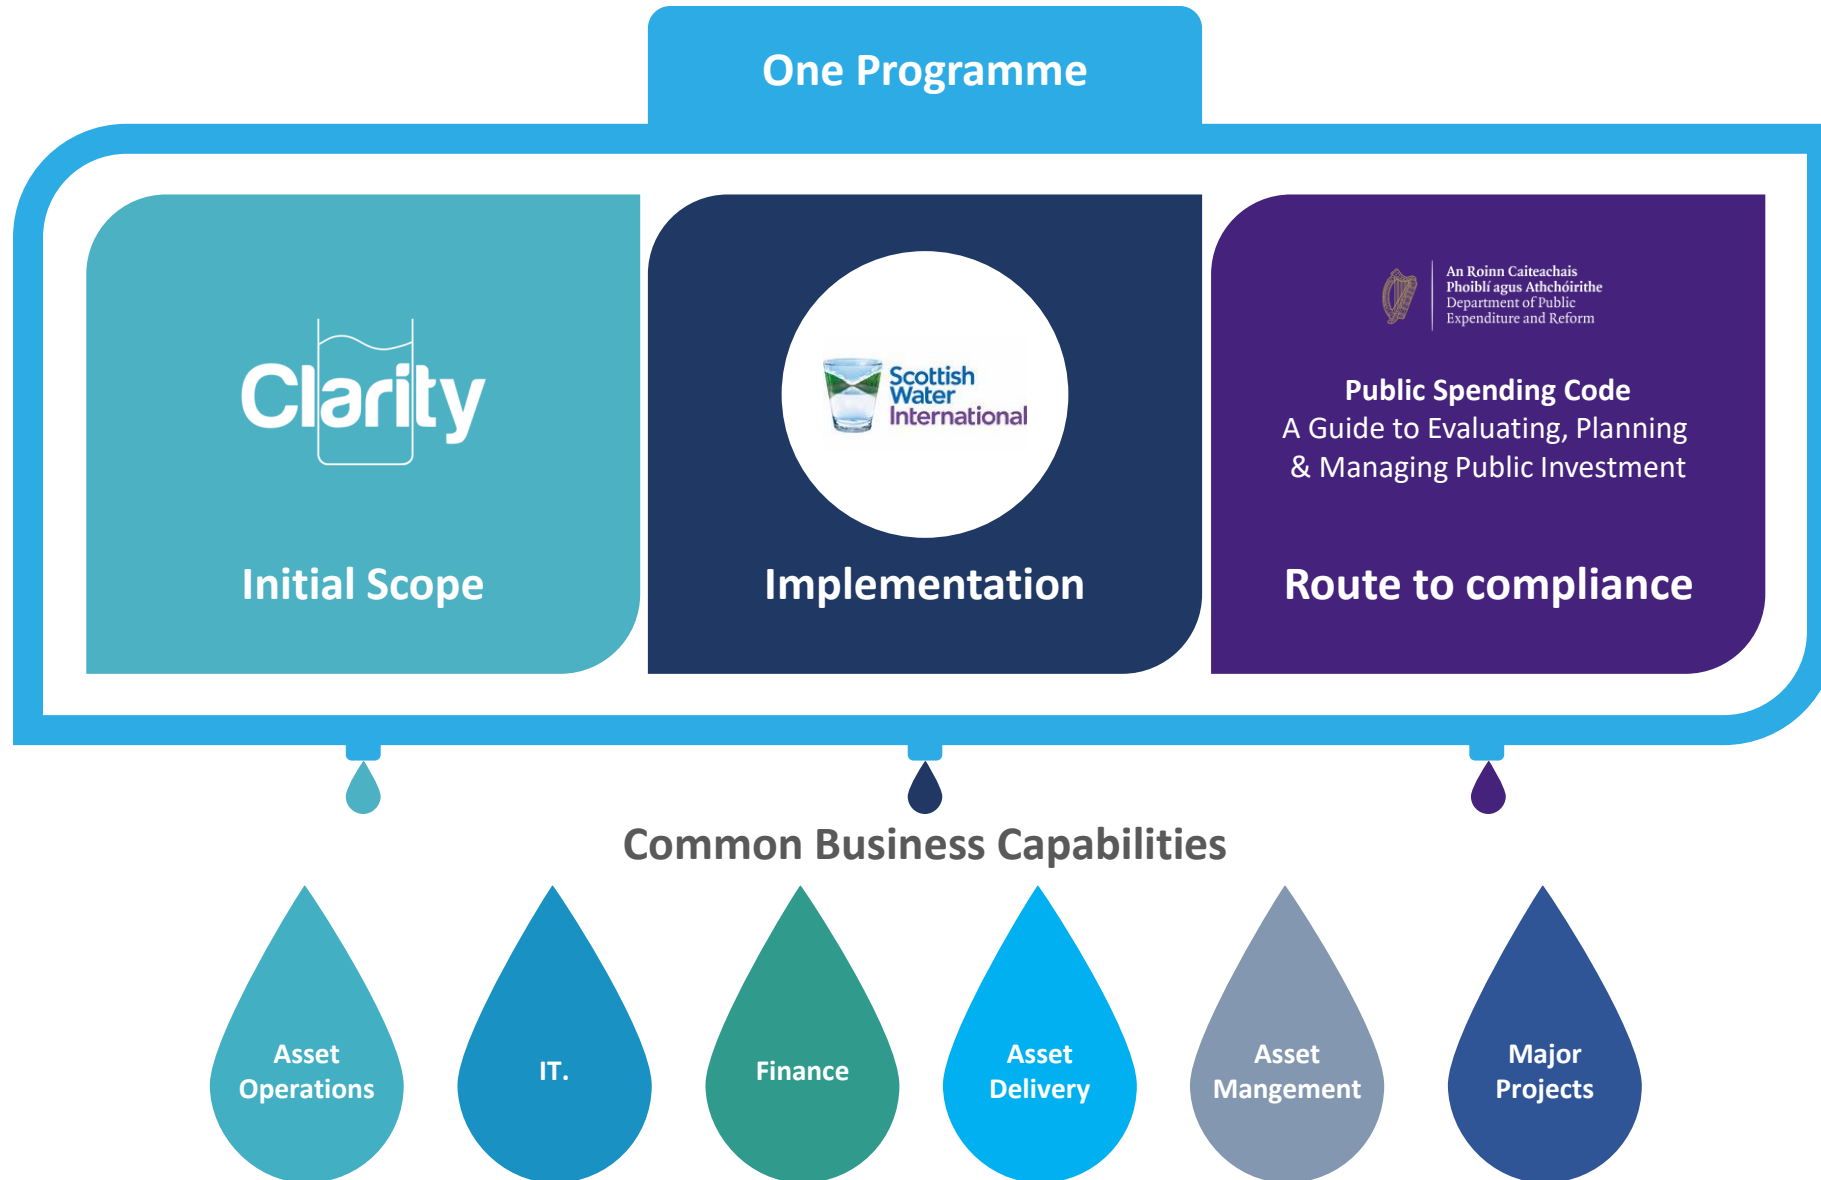 One Programme
Clarity
Initial Scope
Scottish
Water
International
Implementation
An Roinn Caiteachais
Phoiblí agus Athchóirithe
Department of Public
Expenditure and Reform
Public Spending Code
A Guide to Evaluating, Planning
& Managing Public Investment
Route to compliance
Common Business Capabilities
Asset
Operations
IT.
Finance
Asset
Delivery
Asset
Mangement
Major
Projects